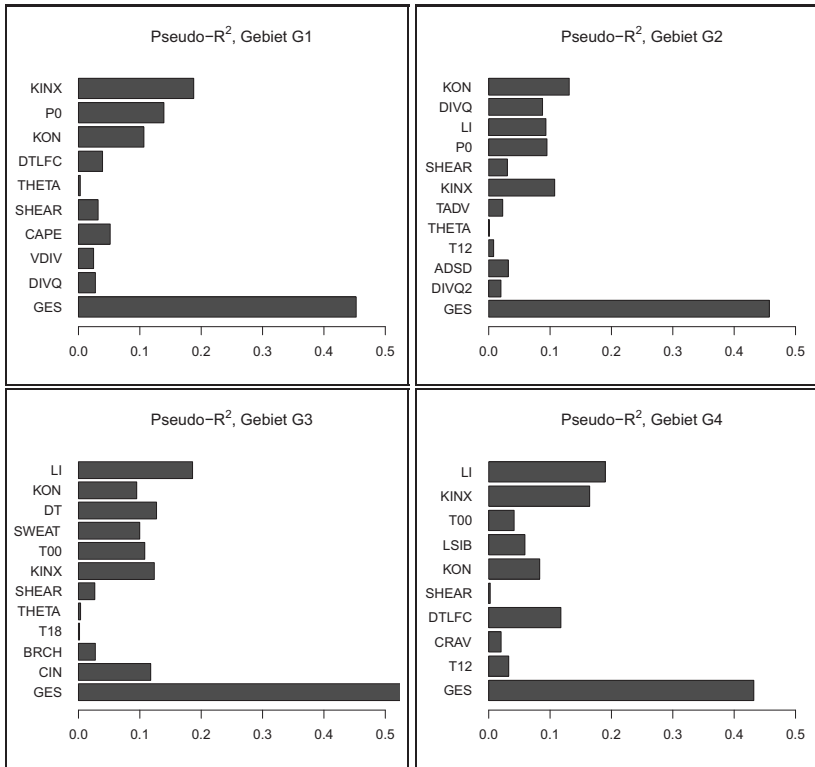 Pseudo−R², Gebiet G1
KINX
P0
KON
DTLFC
THETA
SHEAR
CAPE
VDIV
DIVQ
GES
0.0 0.1 0.2 0.3 0.4 0.5
Pseudo−R², Gebiet G2
KON
DIVQ
LI
P0
SHEAR
KINX
TADV
THETA
T12
ADSD
DIVQ2
GES
0.0 0.1 0.2 0.3 0.4 0.5
Pseudo−R², Gebiet G3
LI
KON
DT
SWEAT
T00
KINX
SHEAR
THETA
T18
BRCH
CIN
GES
0.0 0.1 0.2 0.3 0.4 0.5
Pseudo−R², Gebiet G4
LI
KINX
T00
LSIB
KON
SHEAR
DTLFC
CRAV
T12
GES
0.0 0.1 0.2 0.3 0.4 0.5